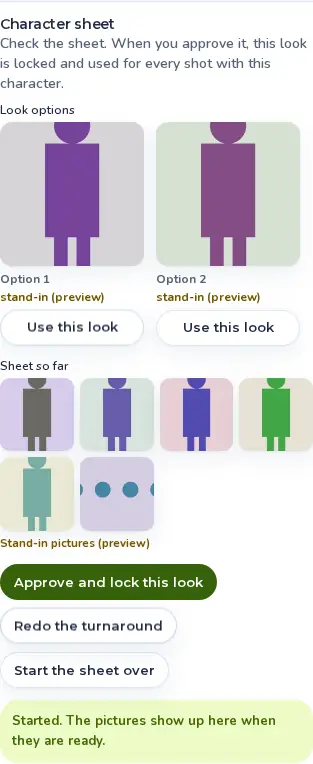 Character sheet
Check the sheet. When you approve it, this look
is locked and used for every shot with this
character.
Look options
Option 1
Option 2
stand-in (preview)
stand-in (preview)
Use this look
Use this look
Sheet so far
Stand-in pictures (preview)
Approve and lock this look
Redo the turnaround
Start the sheet over
Started. The pictures show up here when
they are ready.